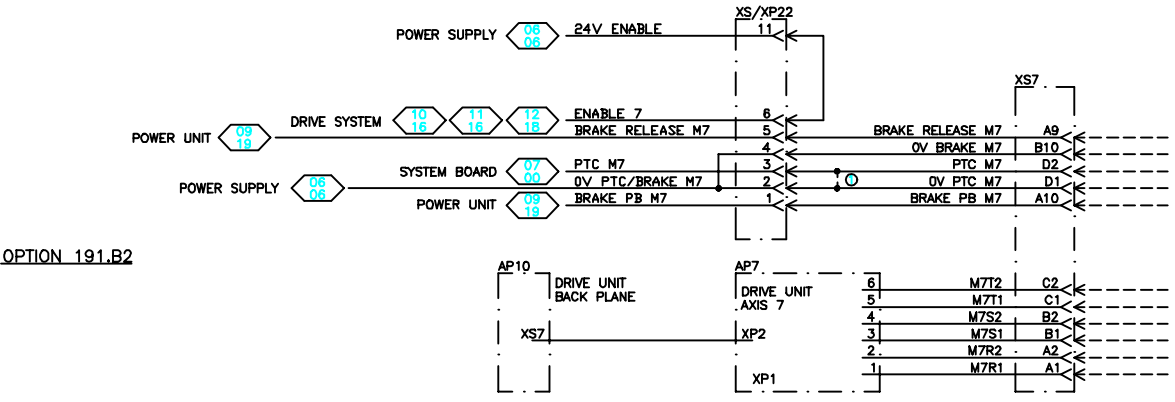 XS/XP22
POWER SUPPLY 06 06 24V ENABLE 11
XS7
DRIVE SYSTEM 10 16 11 16 12 18 ENABLE 7 6
POWER UNIT 09 19 BRAKE RELEASE M7 5 BRAKE RELEASE M7 A9
4 0V BRAKE M7 B10
SYSTEM BOARD 07 00 PTC M7 3 PTC M7 D2
POWER SUPPLY 06 06 0V PTC/BRAKE M7 2 1 0V PTC M7 D1
POWER UNIT 09 19 BRAKE PB M7 1 BRAKE PB M7 A10
OPTION 191.B2
AP10
DRIVE UNIT
BACK PLANE
XS7
AP7
DRIVE UNIT
AXIS 7
XP2
XP1
6 M7T2 C2
5 M7T1 C1
4 M7S2 B2
3 M7S1 B1
2 M7R2 A2
1 M7R1 A1